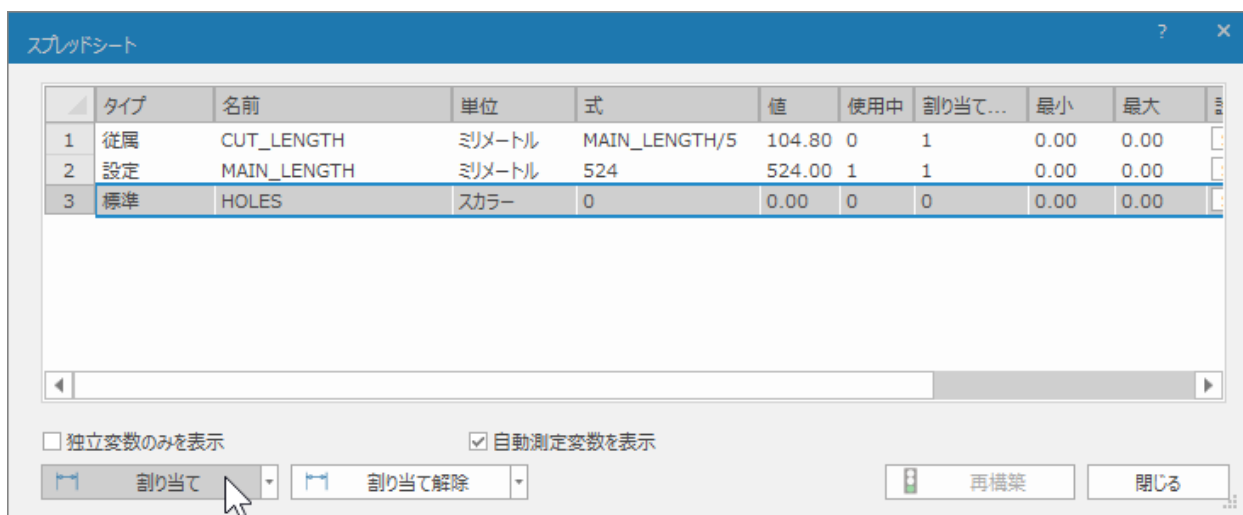 スプレッドシート
タイプ 名前 単位 式 値 使用中 割り当て... 最小 最大
1 従属 CUT_LENGTH ミリメートル MAIN_LENGTH/5 104.80 0 1 0.00 0.00
2 設定 MAIN_LENGTH ミリメートル 524 524.00 1 1 0.00 0.00
3 標準 HOLES スカラー 0 0.00 0 0 0.00 0.00
独立変数のみを表示 自動測定変数を表示
割り当て 割り当て解除 再構築 閉じる